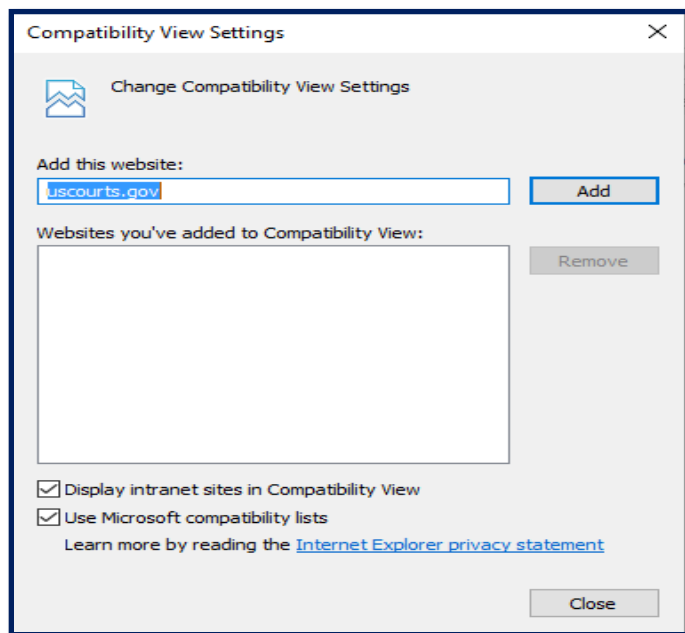 Compatibility View Settings
Change Compatibility View Settings
Add this website:
uscourts.gov
Add
Websites you've added to Compatibility View:
Remove
Display intranet sites in Compatibility View
Use Microsoft compatibility lists
Learn more by reading the Internet Explorer privacy statement
Close